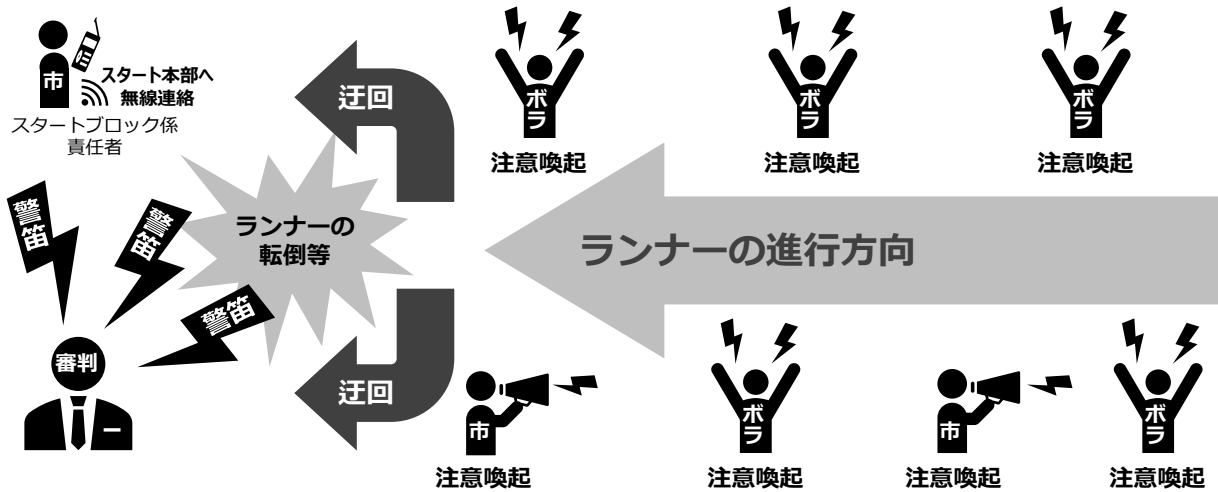 市
スタート本部へ
無線連絡
スタートブロック係
責任者
迂回
ボラ
注意喚起
ボラ
注意喚起
ボラ
注意喚起
警笛
警笛
警笛
ランナーの
転倒等
ランナーの進行方向
審判
迂回
市
注意喚起
ボラ
注意喚起
市
注意喚起
ボラ
注意喚起